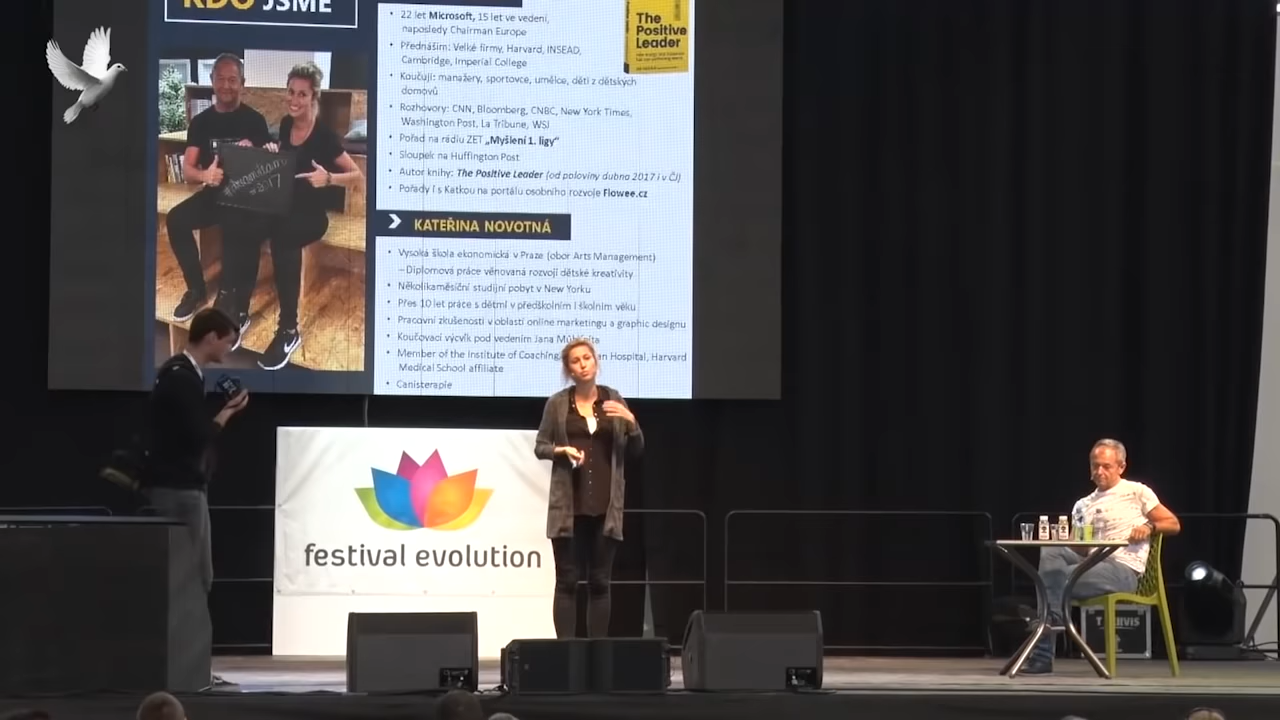 KDO JSME
22 let Microsoft, 15 let ve vedení,
naposledy Chairman Europe
Přednáším: Velké firmy, Harvard, INSEAD,
Cambridge, Imperial College
Koučuji: manažery, sportovce, umělce, děti z dětských
domovů
Rozhovory: CNN, Bloomberg, CNBC, New York Times,
Washington Post, La Tribune, WSJ
Pořad na rádiu ZET „Myšlení 1. ligy“
Sloupek na Huffington Post
Autor knihy: The Positive Leader (od poloviny dubna 2017 i v ČJ)
Pořady i s Katkou na portálu osobního rozvoje Flowee.cz
The
Positive
Leader
KATEŘINA NOVOTNÁ
Vysoká škola ekonomická v Praze (obor Arts Management)
– Diplomová práce věnovaná rozvoji dětské kreativity
Několikaměsíční studijní pobyt v New Yorku
Přes 10 let práce s dětmi v předškolním i školním věku
Pracovní zkušenosti v oblasti online marketingu a graphic designu
Koučovací výcvik pod vedením Jana
Member of the Institute of Coaching, Hospital, Harvard
Medical School affiliate
Canisterapie
festival evolution